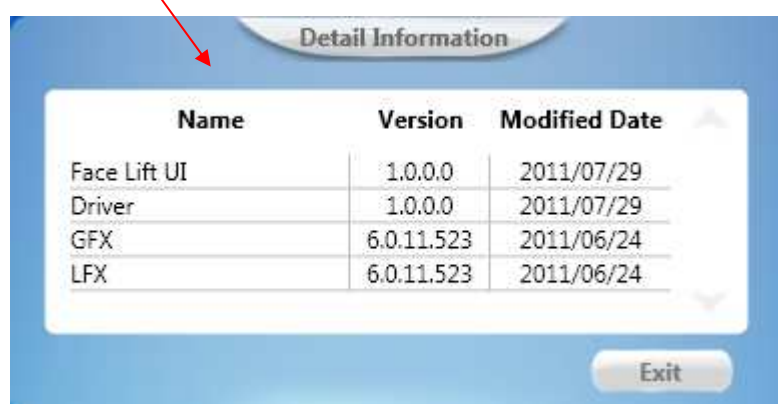 Detail Information
Name Version Modified Date
Face Lift UI 1.0.0.0 2011/07/29
Driver 1.0.0.0 2011/07/29
GFX 6.0.11.523 2011/06/24
LFX 6.0.11.523 2011/06/24
Exit